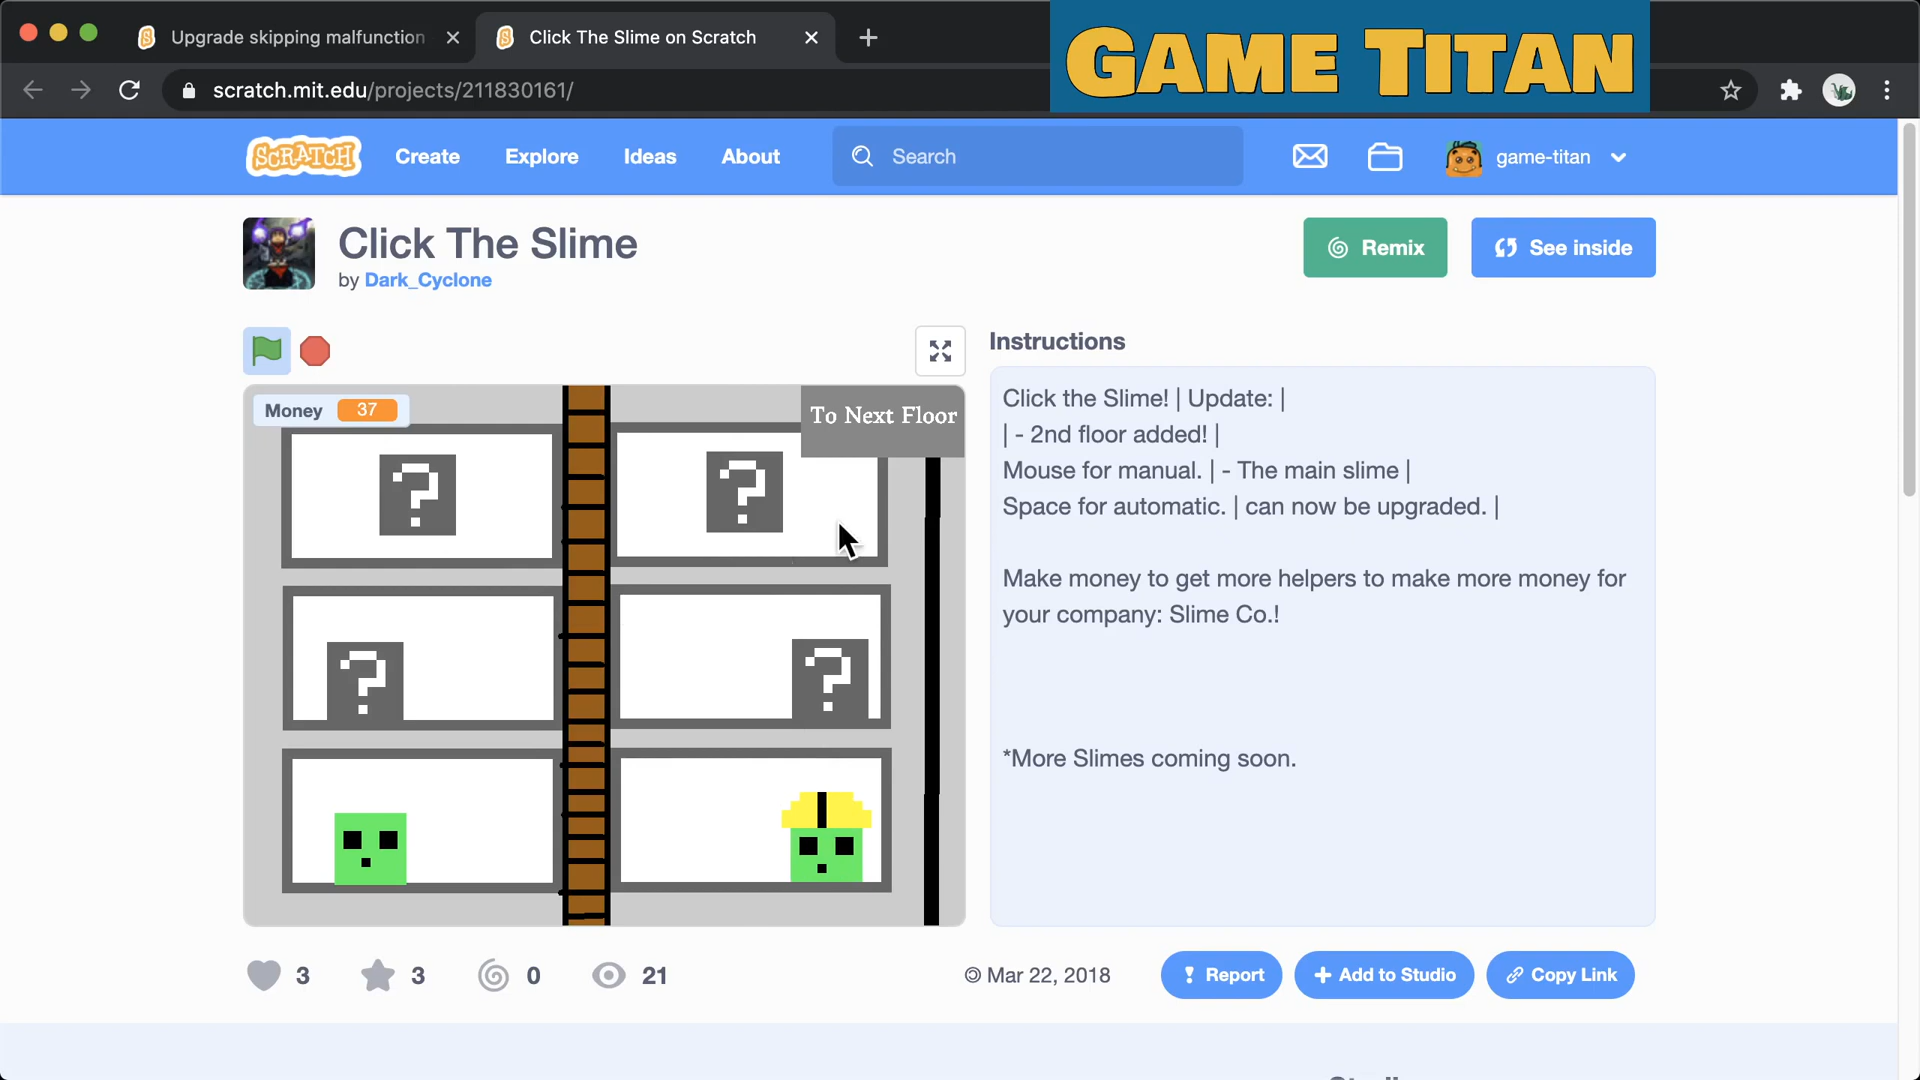 Upgrade skipping malfunction
Click The Slime on Scratch
GAME TITAN
scratch.mit.edu/projects/211830161/
SCRATCH
Create
Explore
Ideas
About
Search
game-titan
Click The Slime
by Dark_Cyclone
Remix
See inside
Instructions
Money 37
To Next Floor
?
?
?
?
Click the Slime! | Update: |
| - 2nd floor added! |
Mouse for manual. | - The main slime |
Space for automatic. | can now be upgraded. |
Make money to get more helpers to make more money for
your company: Slime Co.!
*More Slimes coming soon.
3
3
0
21
© Mar 22, 2018
Report
+ Add to Studio
Copy Link